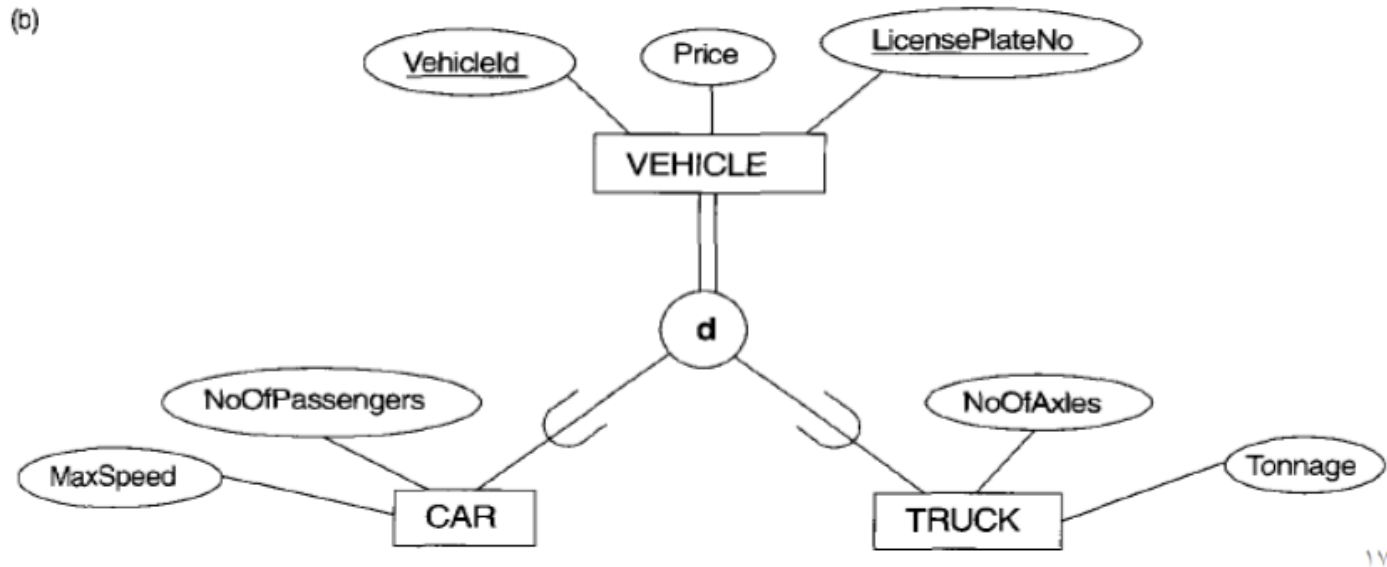 (b)
VehicleId
Price
LicensePlateNo
VEHICLE
d
NoOfPassengers
NoOfAxles
MaxSpeed
Tonnage
CAR
TRUCK
١٧